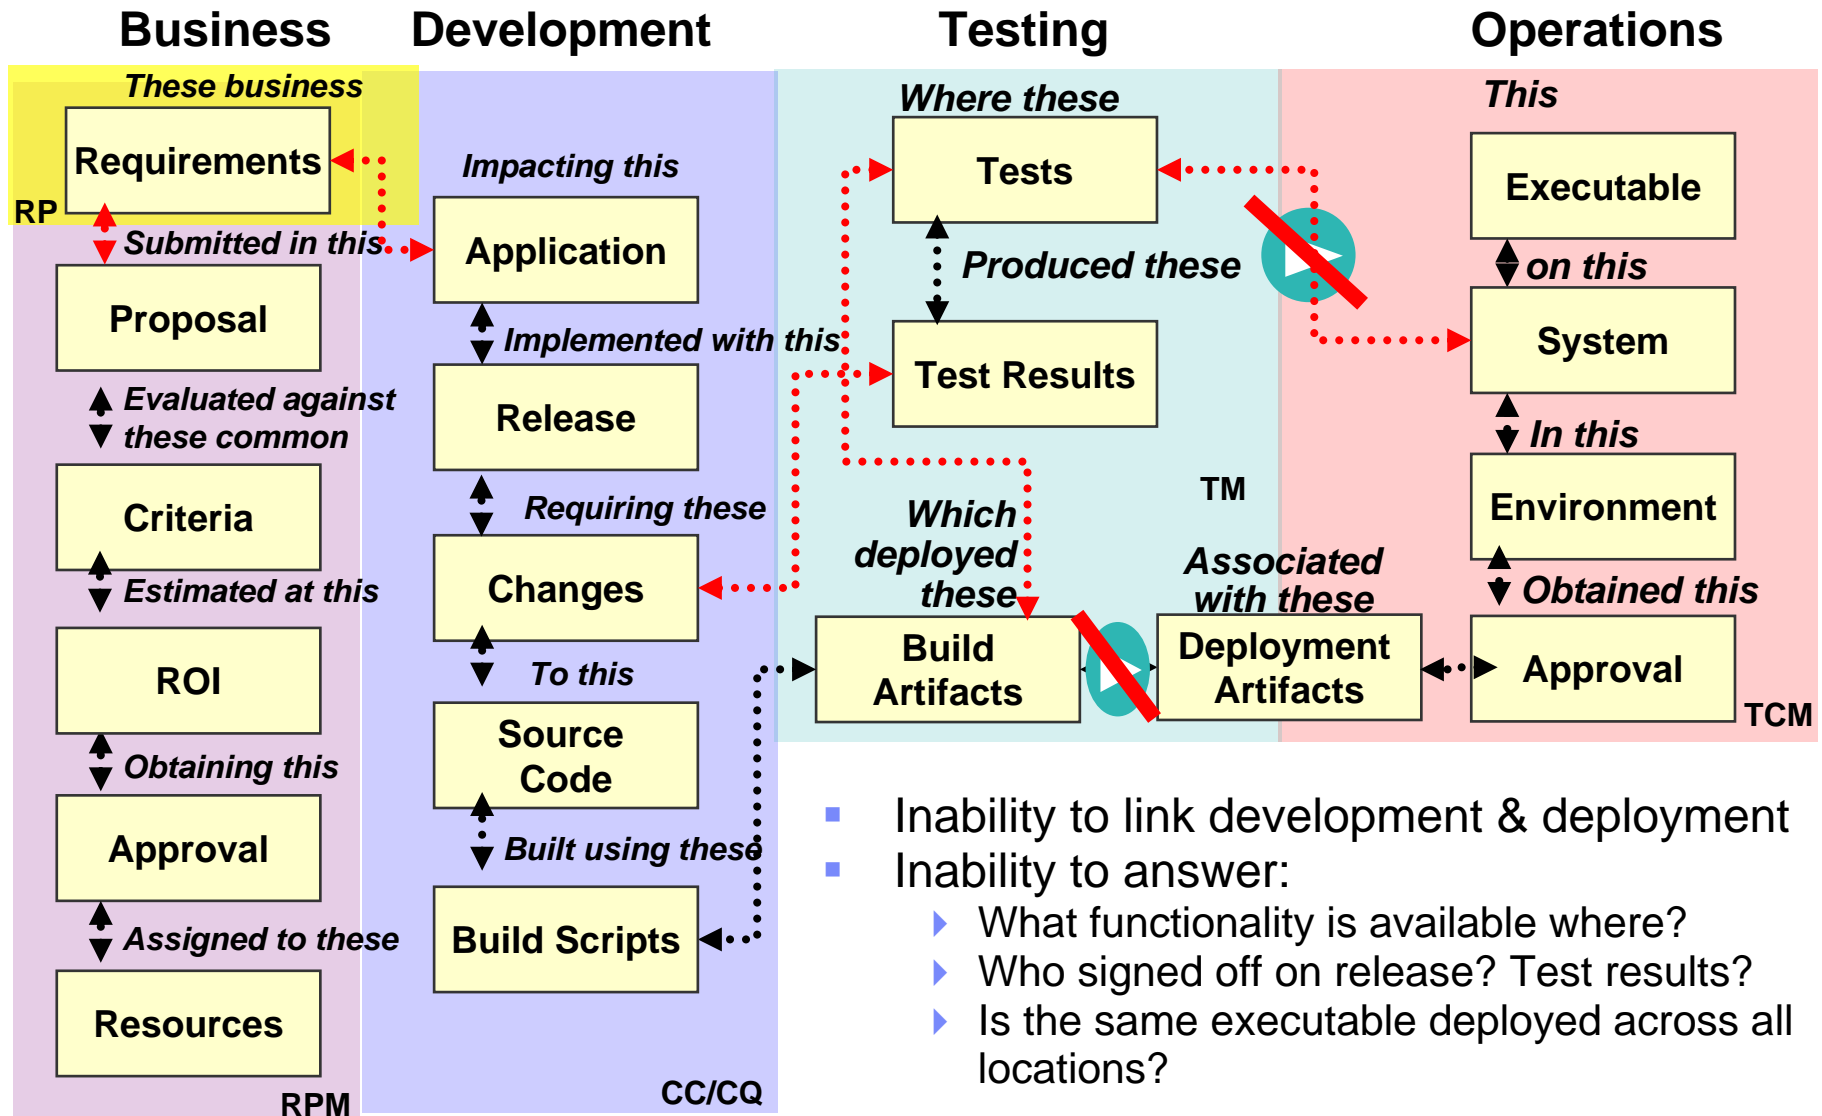 Business
Development
Testing
Operations
These business
Requirements
RP
Submitted in this
Proposal
Evaluated against
these common
Criteria
Estimated at this
ROI
Obtaining this
Approval
Assigned to these
Resources
RPM
Impacting this
Application
Implemented with this
Release
Requiring these
Changes
To this
Source
Code
Built using these
Build Scripts
CC/CQ
Where these
Tests
Produced these
Test Results
TM
Which
deployed
these
Build
Artifacts
Associated
with these
Deployment
Artifacts
This
Executable
on this
System
In this
Environment
Obtained this
Approval
TCM
Inability to link development & deployment
Inability to answer:
What functionality is available where?
Who signed off on release? Test results?
Is the same executable deployed across all
locations?